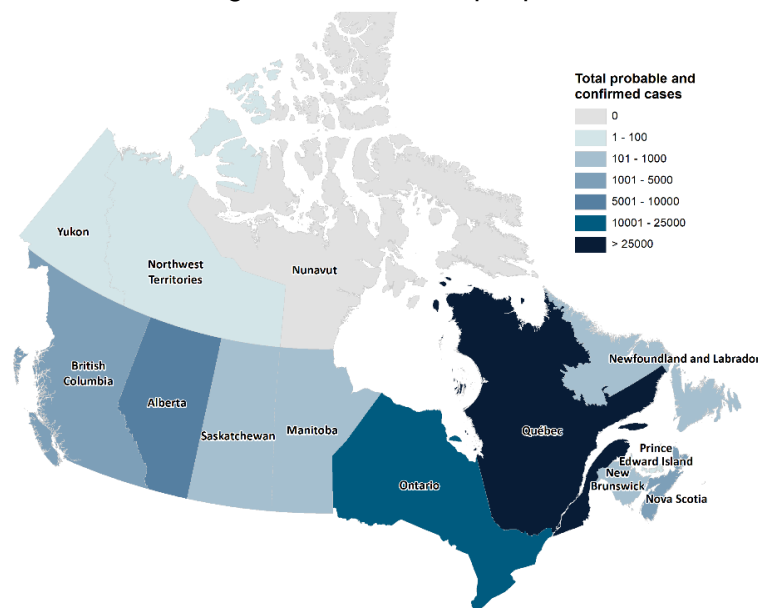 Total probable and
confirmed cases
0
1 - 100
101 - 1000
1001 - 5000
5001 - 10000
10001 - 25000
> 25000
Yukon
Northwest
Territories
Nunavut
British
Columbia
Alberta
Saskatchewan
Manitoba
Ontario
Québec
Newfoundland and Labrador
Prince
Edward Island
New
Brunswick
Nova Scotia